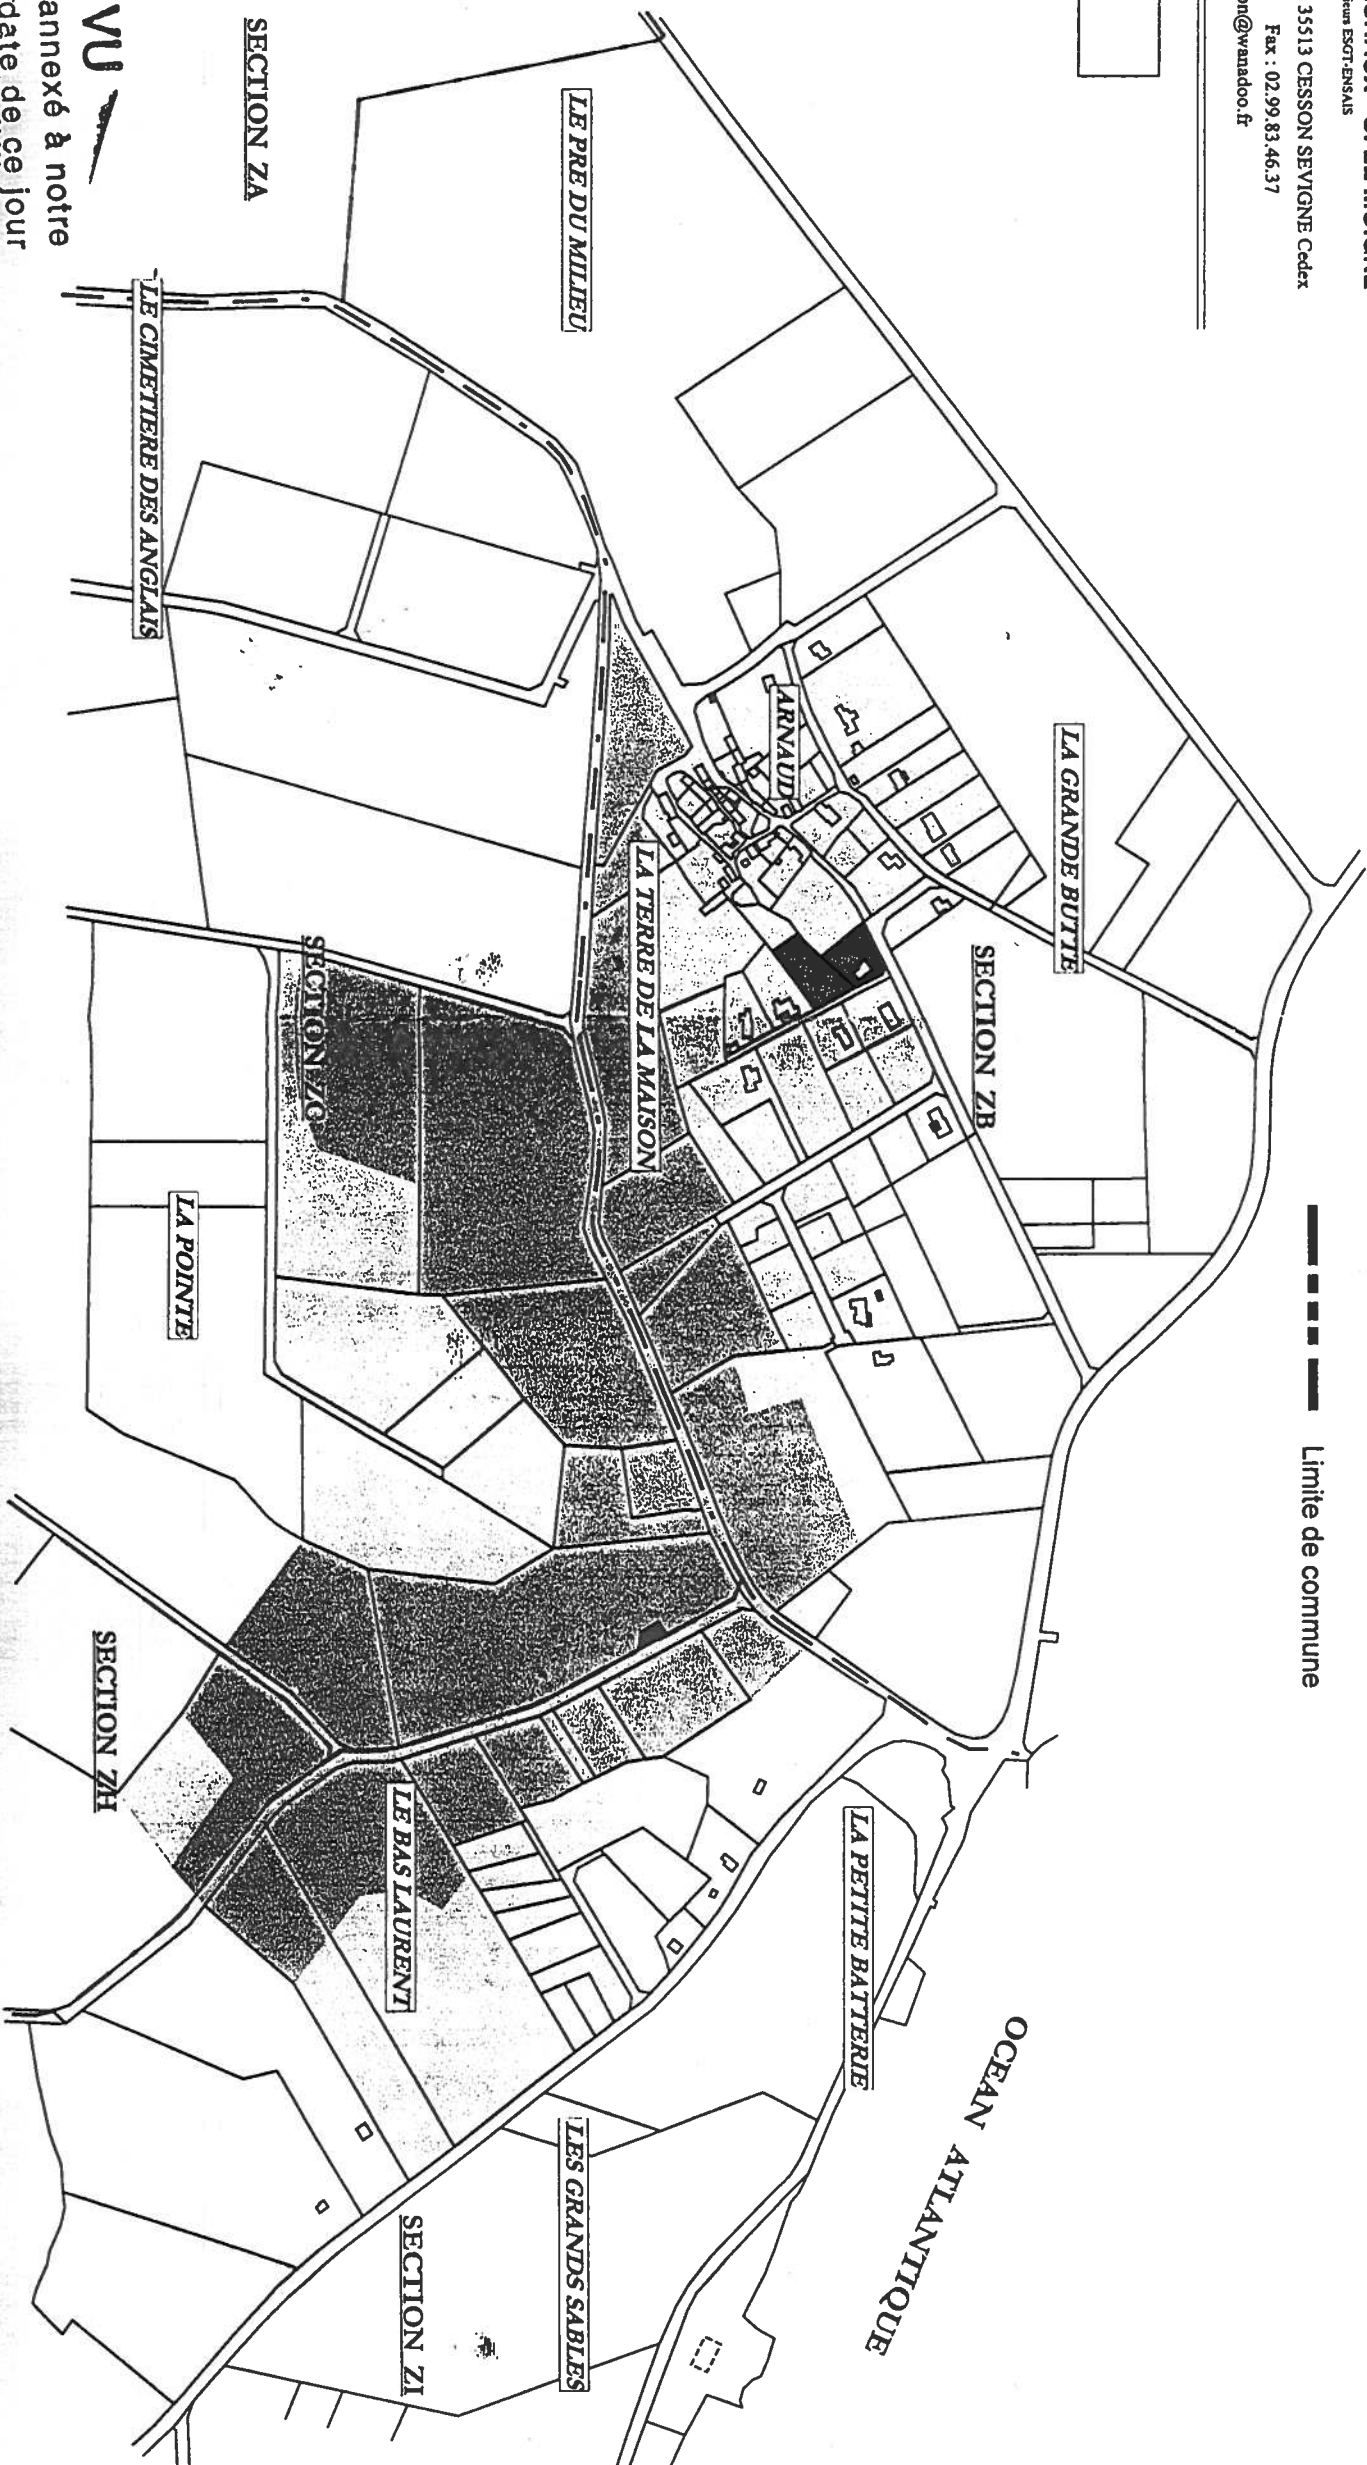 35513 CESSON SEVIGNE Cedex
Fax : 02.99.83.46.37
on@wanadoo.fr
Limite de commune
SECTION ZA
LE PRE DU MILIEU
VU
annexé à notre
date de ce jour
LE CIMETIERE DES ANGLAIS
ARNAUD
LA GRANDE BUTTE
LA TERRE DE LA MAISON
SECTION ZB
SECTION ZC
LA POINTE
SECTION ZH
LE BAS LAURENT
LA PETITE BATTERIE
OCEAN ATLANTIQUE
LES GRANDS SABLES
SECTION ZI